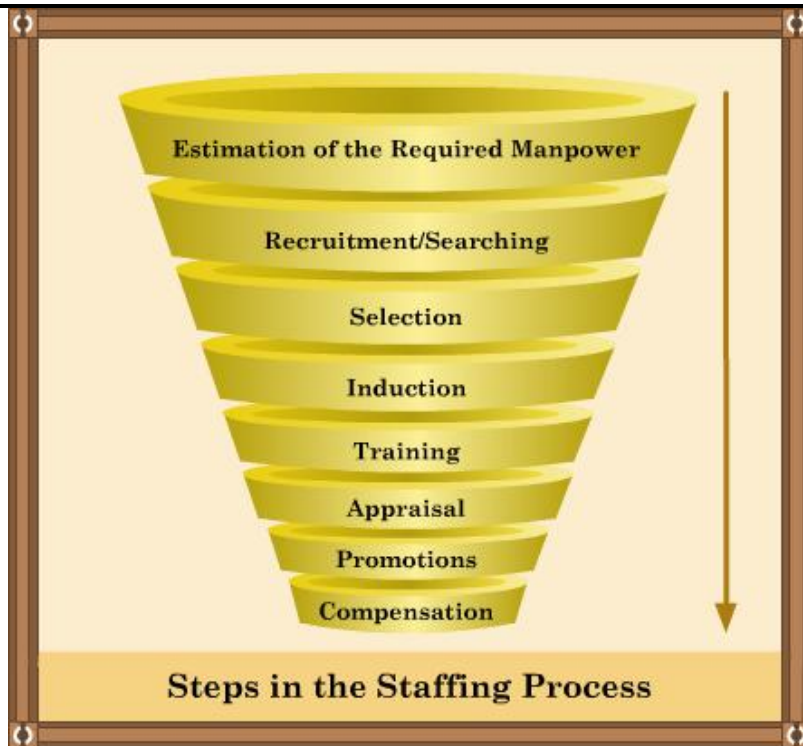 Estimation of the Required Manpower
Recruitment/Searching
Selection
Induction
Training
Appraisal
Promotions
Compensation
Steps in the Staffing Process